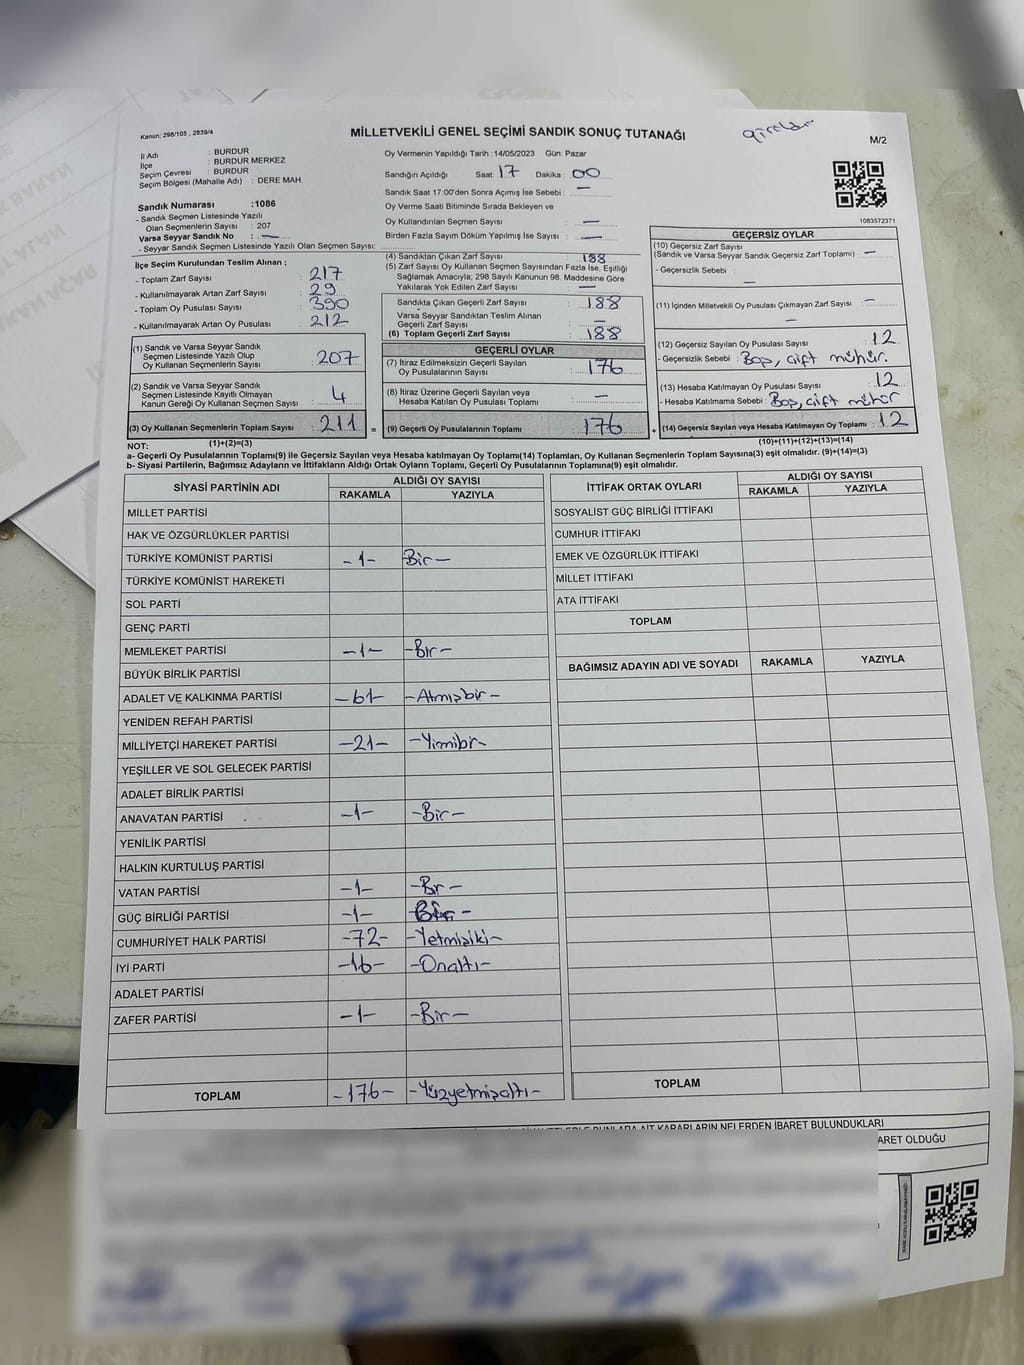 Kanun: 298/105 , 2839/4
MİLLETVEKİLİ GENEL SEÇİMİ SANDIK SONUÇ TUTANAĞI
M/2
İl Adı : BURDUR
İlçe : BURDUR MERKEZ
Seçim Çevresi : BURDUR
Seçim Bölgesi (Mahalle Adı) : DERE MAH.
Oy Vermenin Yapıldığı Tarih :14/05/2023 Gün: Pazar
Sandığın Açıldığı Saat: 17 Dakika: 00
Sandık Saat 17:00'den Sonra Açımış İse Sebebi : —
Oy Verme Saati Bitiminde Sırada Bekleyen ve
Oy Kullandırılan Seçmen Sayısı : —
Birden Fazla Sayım Döküm Yapılmış İse Sayısı : —
1083572371
Sandık Numarası :1086
- Sandık Seçmen Listesinde Yazılı
Olan Seçmenlerin Sayısı : 207
Varsa Seyyar Sandık No : —
- Seyyar Sandık Seçmen Listesinde Yazılı Olan Seçmen Sayısı:
İlçe Seçim Kurulundan Teslim Alınan ;
- Toplam Zarf Sayısı : 217
- Kullanılmayarak Artan Zarf Sayısı : 29
- Toplam Oy Pusulası Sayısı : 390
- Kullanılmayarak Artan Oy Pusulası : 212
(1) Sandık ve Varsa Seyyar Sandık
Seçmen Listesinde Yazılı Olup
Oy Kullanan Seçmenlerin Sayısı : 207
(2) Sandık ve Varsa Seyyar Sandık
Seçmen Listesinde Kayıtlı Olmayan
Kanun Gereği Oy Kullanan Seçmen Sayısı : 4
(3) Oy Kullanan Seçmenlerin Toplam Sayısı : 211 =
(4) Sandıktan Çıkan Zarf Sayısı : 188
(5) Zarf Sayısı Oy Kullanan Seçmen Sayısından Fazla İse, Eşitliği
Sağlamak Amacıyla, 298 Sayılı Kanunun 98. Maddesine Göre
Yakılarak Yok Edilen Zarf Sayısı : —
Sandıkta Çıkan Geçerli Zarf Sayısı : 188
Varsa Seyyar Sandıktan Teslim Alınan
Geçerli Zarf Sayısı : —
(6) Toplam Geçerli Zarf Sayısı : 188
GEÇERLİ OYLAR
(7) İtiraz Edilmeksizin Geçerli Sayılan
Oy Pusulalarının Sayısı : 176
(8) İtiraz Üzerine Geçerli Sayılan veya
Hesaba Katılan Oy Pusulası Toplamı : —
(9) Geçerli Oy Pusulalarının Toplamı : 176 +
GEÇERSİZ OYLAR
(10) Geçersiz Zarf Sayısı
(Sandık ve Varsa Seyyar Sandık Geçersiz Zarf Toplamı) : —
- Geçersizlik Sebebi : —
(11) İçinden Milletvekili Oy Pusulası Çıkmayan Zarf Sayısı : —
—
(12) Geçersiz Sayılan Oy Pusulası Sayısı : 12
- Geçersizlik Sebebi : Boş, çift mühür.
(13) Hesaba Katılmayan Oy Pusulası Sayısı : 12
- Hesaba Katılmama Sebebi : Boş, çift mühür
(14) Geçersiz Sayılan veya Hesaba Katılmayan Oy Toplamı : 12
NOT: (1)+(2)=(3) (10)+(11)+(12)+(13)=(14)
a- Geçerli Oy Pusulalarının Toplamı(9) ile Geçersiz Sayılan veya Hesaba katılmayan Oy Toplamı(14) Toplamları, Oy Kullanan Seçmenlerin Toplam Sayısına(3) eşit olmalıdır. (9)+(14)=(3)
b- Siyasi Partilerin, Bağımsız Adayların ve İttifakların Aldığı Ortak Oyların Toplamı, Geçerli Oy Pusulalarının Toplamına(9) eşit olmalıdır.
SİYASİ PARTİNİN ADI ALDIĞI OY SAYISI
RAKAMLA YAZIYLA
MİLLET PARTİSİ
HAK VE ÖZGÜRLÜKLER PARTİSİ
TÜRKİYE KOMÜNİST PARTİSİ -1- Bir-
TÜRKİYE KOMÜNİST HAREKETİ
SOL PARTİ
GENÇ PARTİ
MEMLEKET PARTİSİ -1- -Bir-
BÜYÜK BİRLİK PARTİSİ
ADALET VE KALKINMA PARTİSİ -61- -Atmışbir-
YENİDEN REFAH PARTİSİ
MİLLİYETÇİ HAREKET PARTİSİ -21- -Yimibir-
YEŞİLLER VE SOL GELECEK PARTİSİ
ADALET BİRLİK PARTİSİ
ANAVATAN PARTİSİ -1- -Bir-
YENİLİK PARTİSİ
HALKIN KURTULUŞ PARTİSİ
VATAN PARTİSİ -1- -Br-
GÜÇ BİRLİĞİ PARTİSİ -1- -Bir-
CUMHURİYET HALK PARTİSİ -72- -Yetmişiki-
İYİ PARTİ -16- -Onaltı-
ADALET PARTİSİ
ZAFER PARTİSİ -1- -Bir-
TOPLAM -176- -Yüzyetmişaltı-
İTTİFAK ORTAK OYLARI ALDIĞI OY SAYISI
RAKAMLA YAZIYLA
SOSYALİST GÜÇ BİRLİĞİ İTTİFAKI
CUMHUR İTTİFAKI
EMEK VE ÖZGÜRLÜK İTTİFAKI
MİLLET İTTİFAKI
ATA İTTİFAKI
TOPLAM
BAĞIMSIZ ADAYIN ADI VE SOYADI RAKAMLA YAZIYLA
TOPLAM
BUNLARA AİT KARARLARIN NELERDEN İBARET BULUNDUKLARI
ARET OLDUĞU